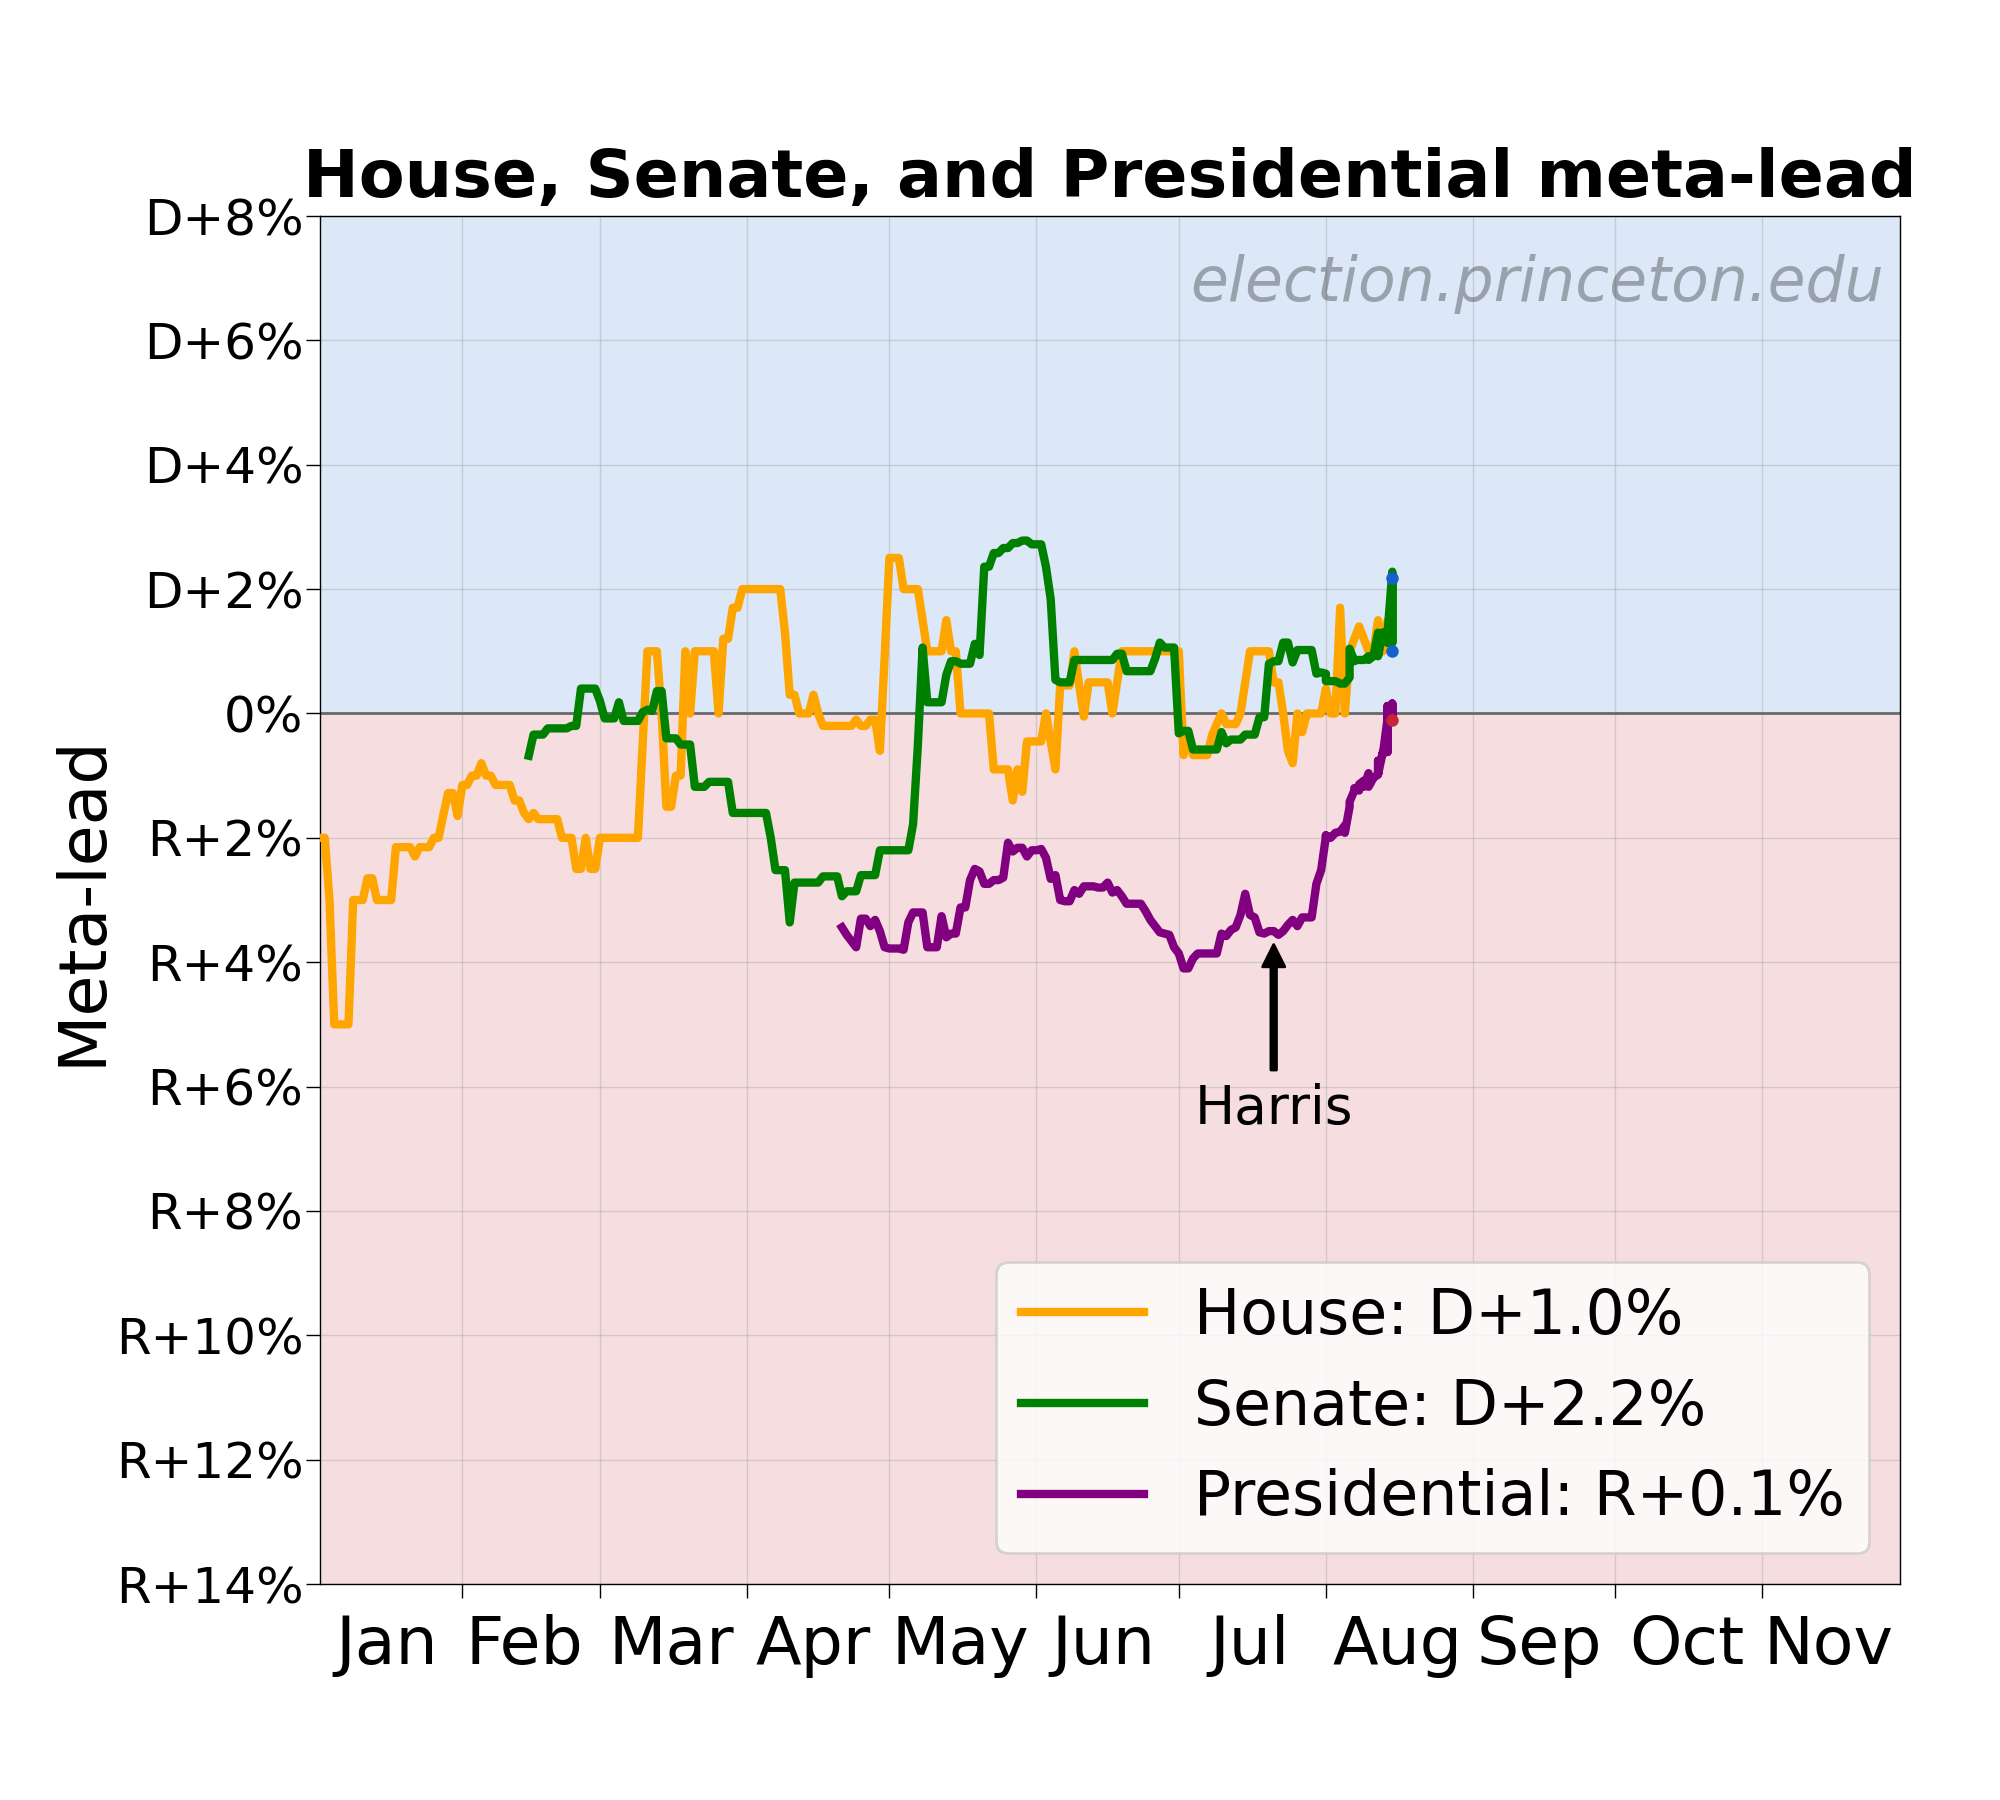 House, Senate, and Presidential meta-lead
election.princeton.edu
D+8%
D+6%
D+4%
D+2%
0%
R+2%
R+4%
R+6%
R+8%
R+10%
R+12%
R+14%
Meta-lead
Harris
House: D+1.0%
Senate: D+2.2%
Presidential: R+0.1%
Jan Feb Mar Apr May Jun Jul Aug Sep Oct Nov